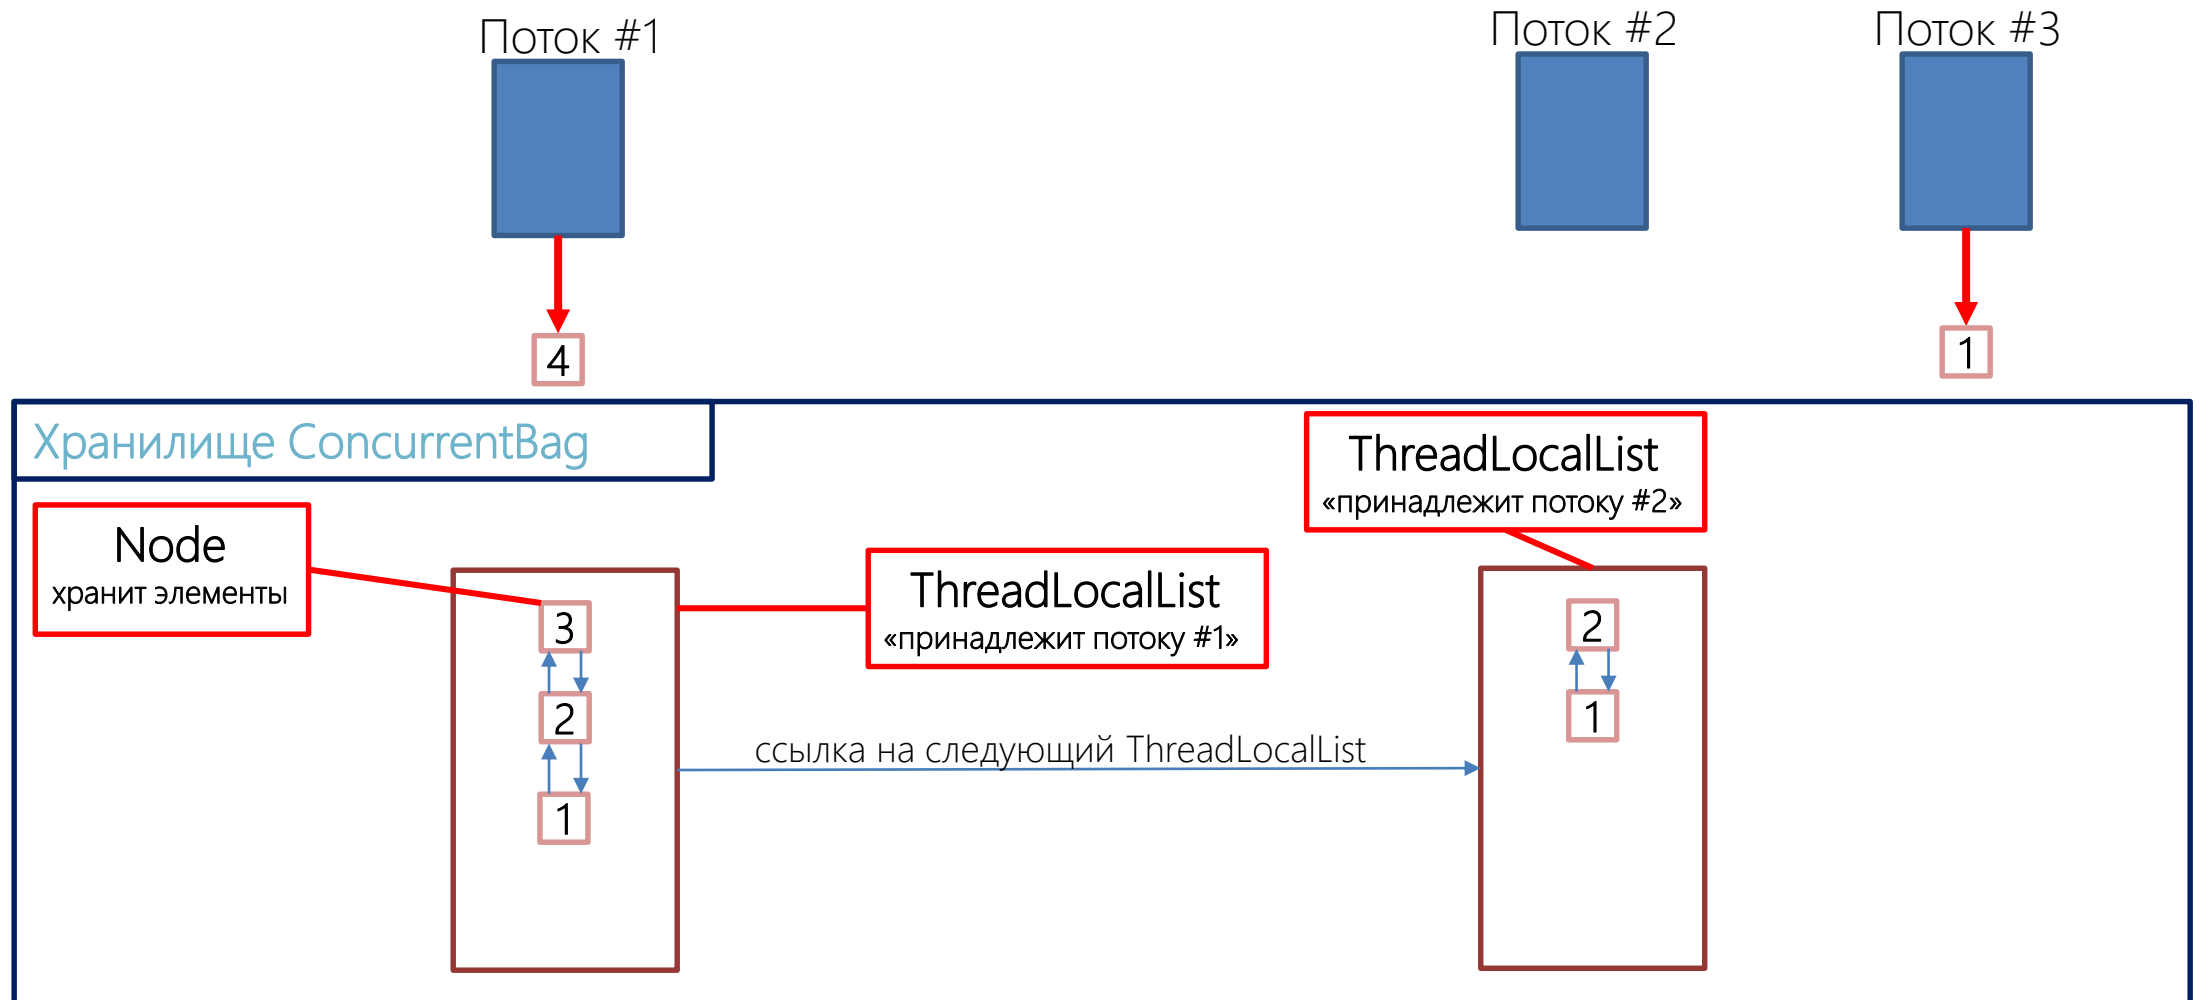 Поток #1
Поток #2
Поток #3
4
1
Хранилище ConcurrentBag
ThreadLocalList
«принадлежит потоку #2»
Node
хранит элементы
ThreadLocalList
«принадлежит потоку #1»
3
2
1
ссылка на следующий ThreadLocalList
2
1